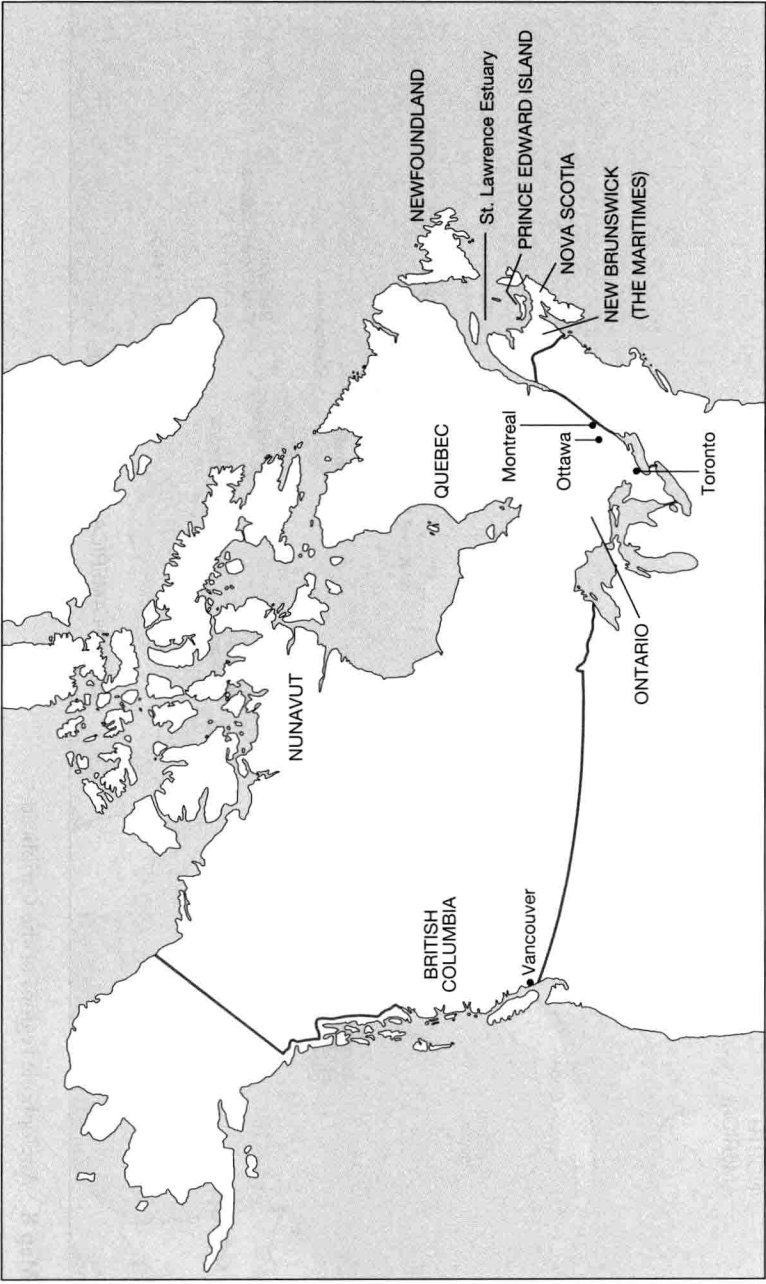 NUNAVUT
BRITISH
COLUMBIA
Vancouver
QUEBEC
ONTARIO
Montreal
Ottawa
Toronto
NEWFOUNDLAND
St. Lawrence Estuary
PRINCE EDWARD ISLAND
NOVA SCOTIA
NEW BRUNSWICK
(THE MARITIMES)